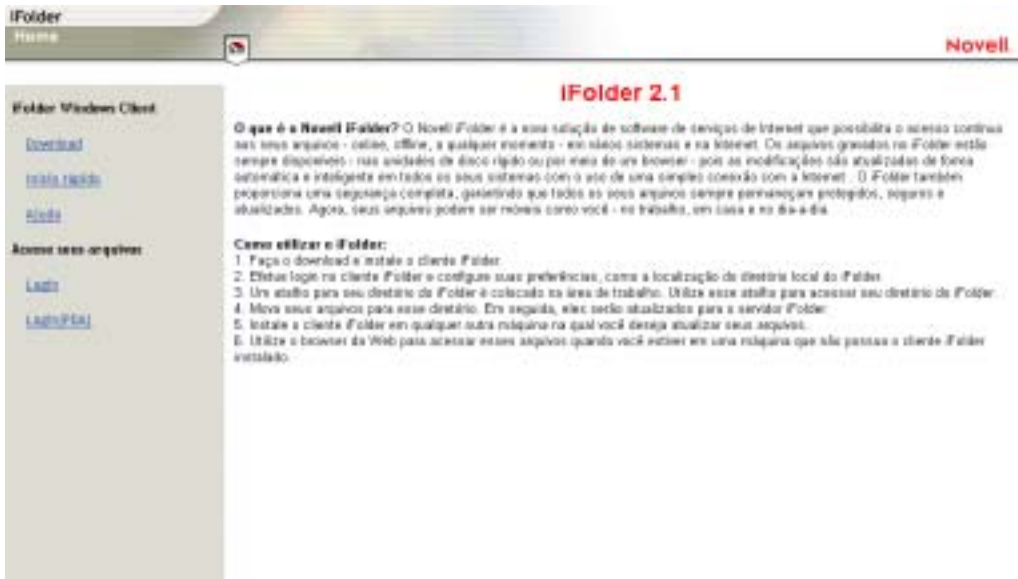 iFolder
Home
Novell
iFolder Windows Client
Download
Início rápido
Ajuda
Acesse seus arquivos
Login
Login(PDA)
iFolder 2.1
O que é o Novell iFolder? O Novell iFolder é a nova solução de software de serviços de Internet que possibilita o acesso contínuo
aos seus arquivos - online, offline, a qualquer momento - em vários sistemas e na Internet. Os arquivos gravados no iFolder estão
sempre disponíveis - nas unidades de disco rígido ou por meio de um browser - pois as modificações são atualizadas de forma
automática e inteligente em todos os seus sistemas com o uso de uma simples conexão com a Internet . O iFolder também
proporciona uma segurança completa, garantindo que todos os seus arquivos sempre permaneçam protegidos, seguros e
atualizados. Agora, seus arquivos podem ser móveis como você - no trabalho, em casa e no dia-a-dia.
Como utilizar o iFolder:
1. Faça o download e instale o cliente iFolder.
2. Efetue login no cliente iFolder e configure suas preferências, como a localização do diretório local do iFolder.
3. Um atalho para seu diretório do iFolder é colocado na área de trabalho. Utilize esse atalho para acessar seu diretório do iFolder.
4. Mova seus arquivos para esse diretório. Em seguida, eles serão atualizados para o servidor iFolder.
5. Instale o cliente iFolder em qualquer outra máquina na qual você deseja atualizar seus arquivos.
6. Utilize o browser da Web para acessar esses arquivos quando você estiver em uma máquina que não possua o cliente iFolder
instalado.